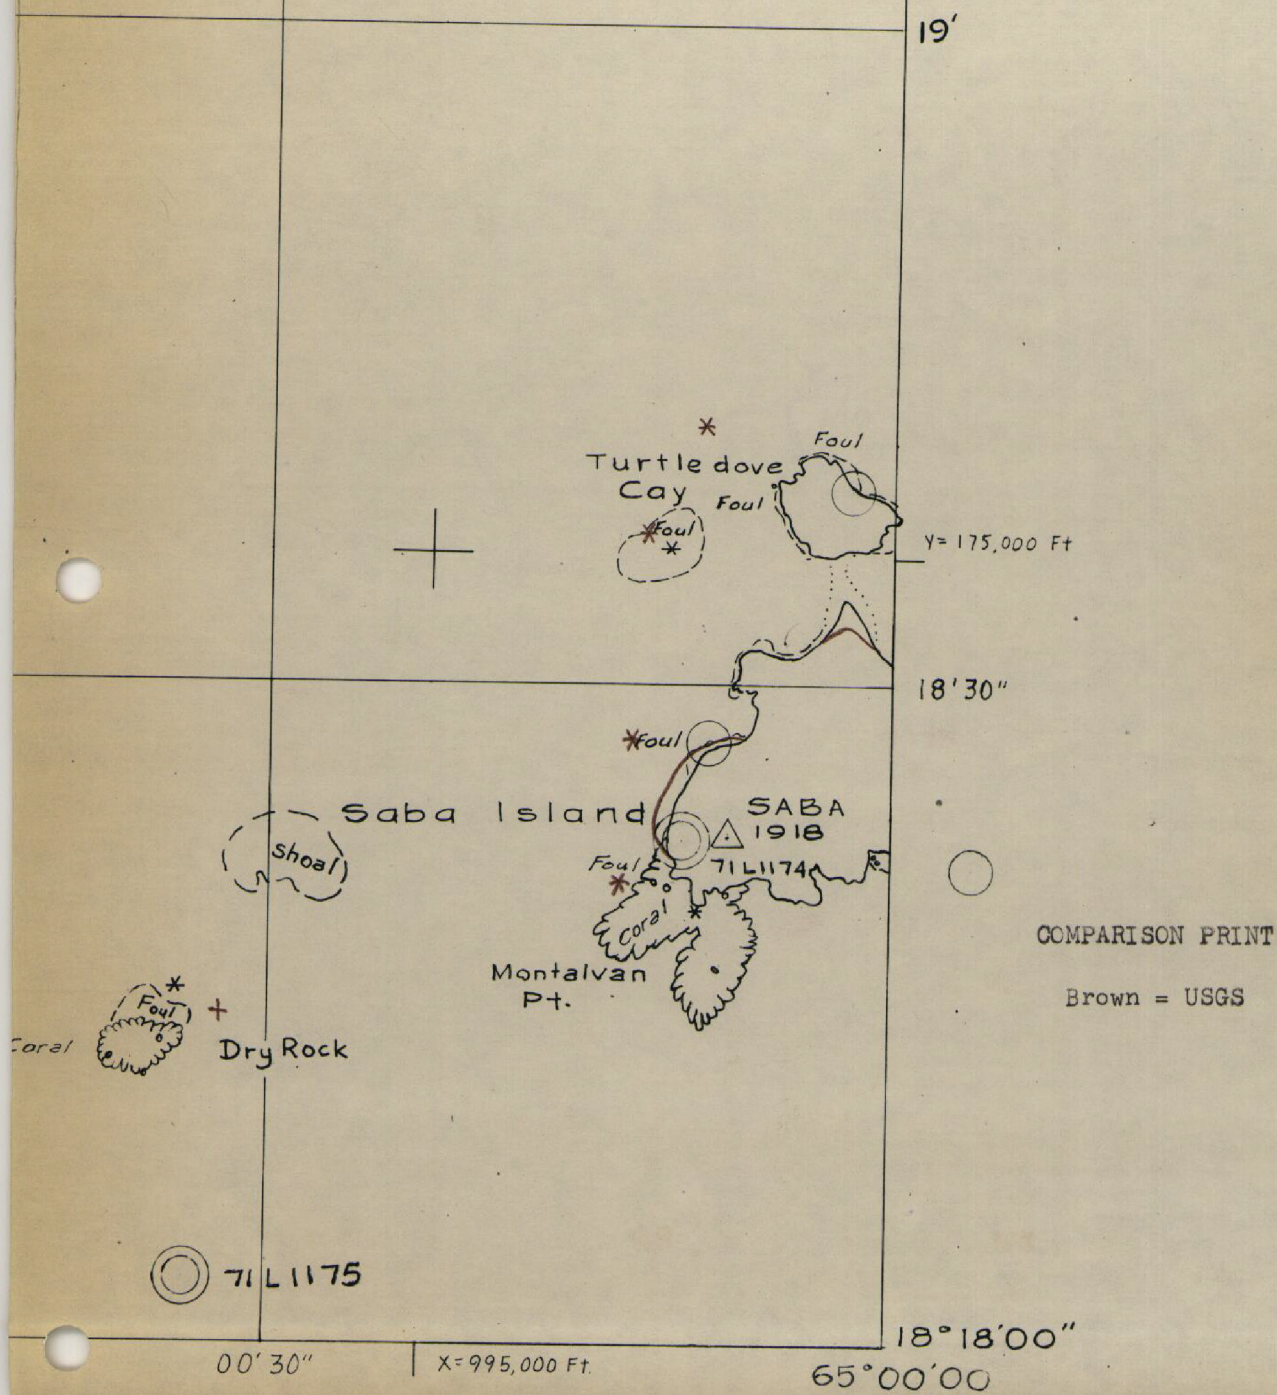 19'
Foul
Turtle dove
Cay
Foul
Foul
Y= 175,000 Ft
18'30"
Foul
Saba Island
SABA
1918
Shoal
Foul
71L1174
Coral
COMPARISON PRINT
Montalvan
Pt.
Brown = USGS
Foul
Coral
Dry Rock
71L1175
18°18'00"
00'30"
X=995,000 Ft.
65°00'00